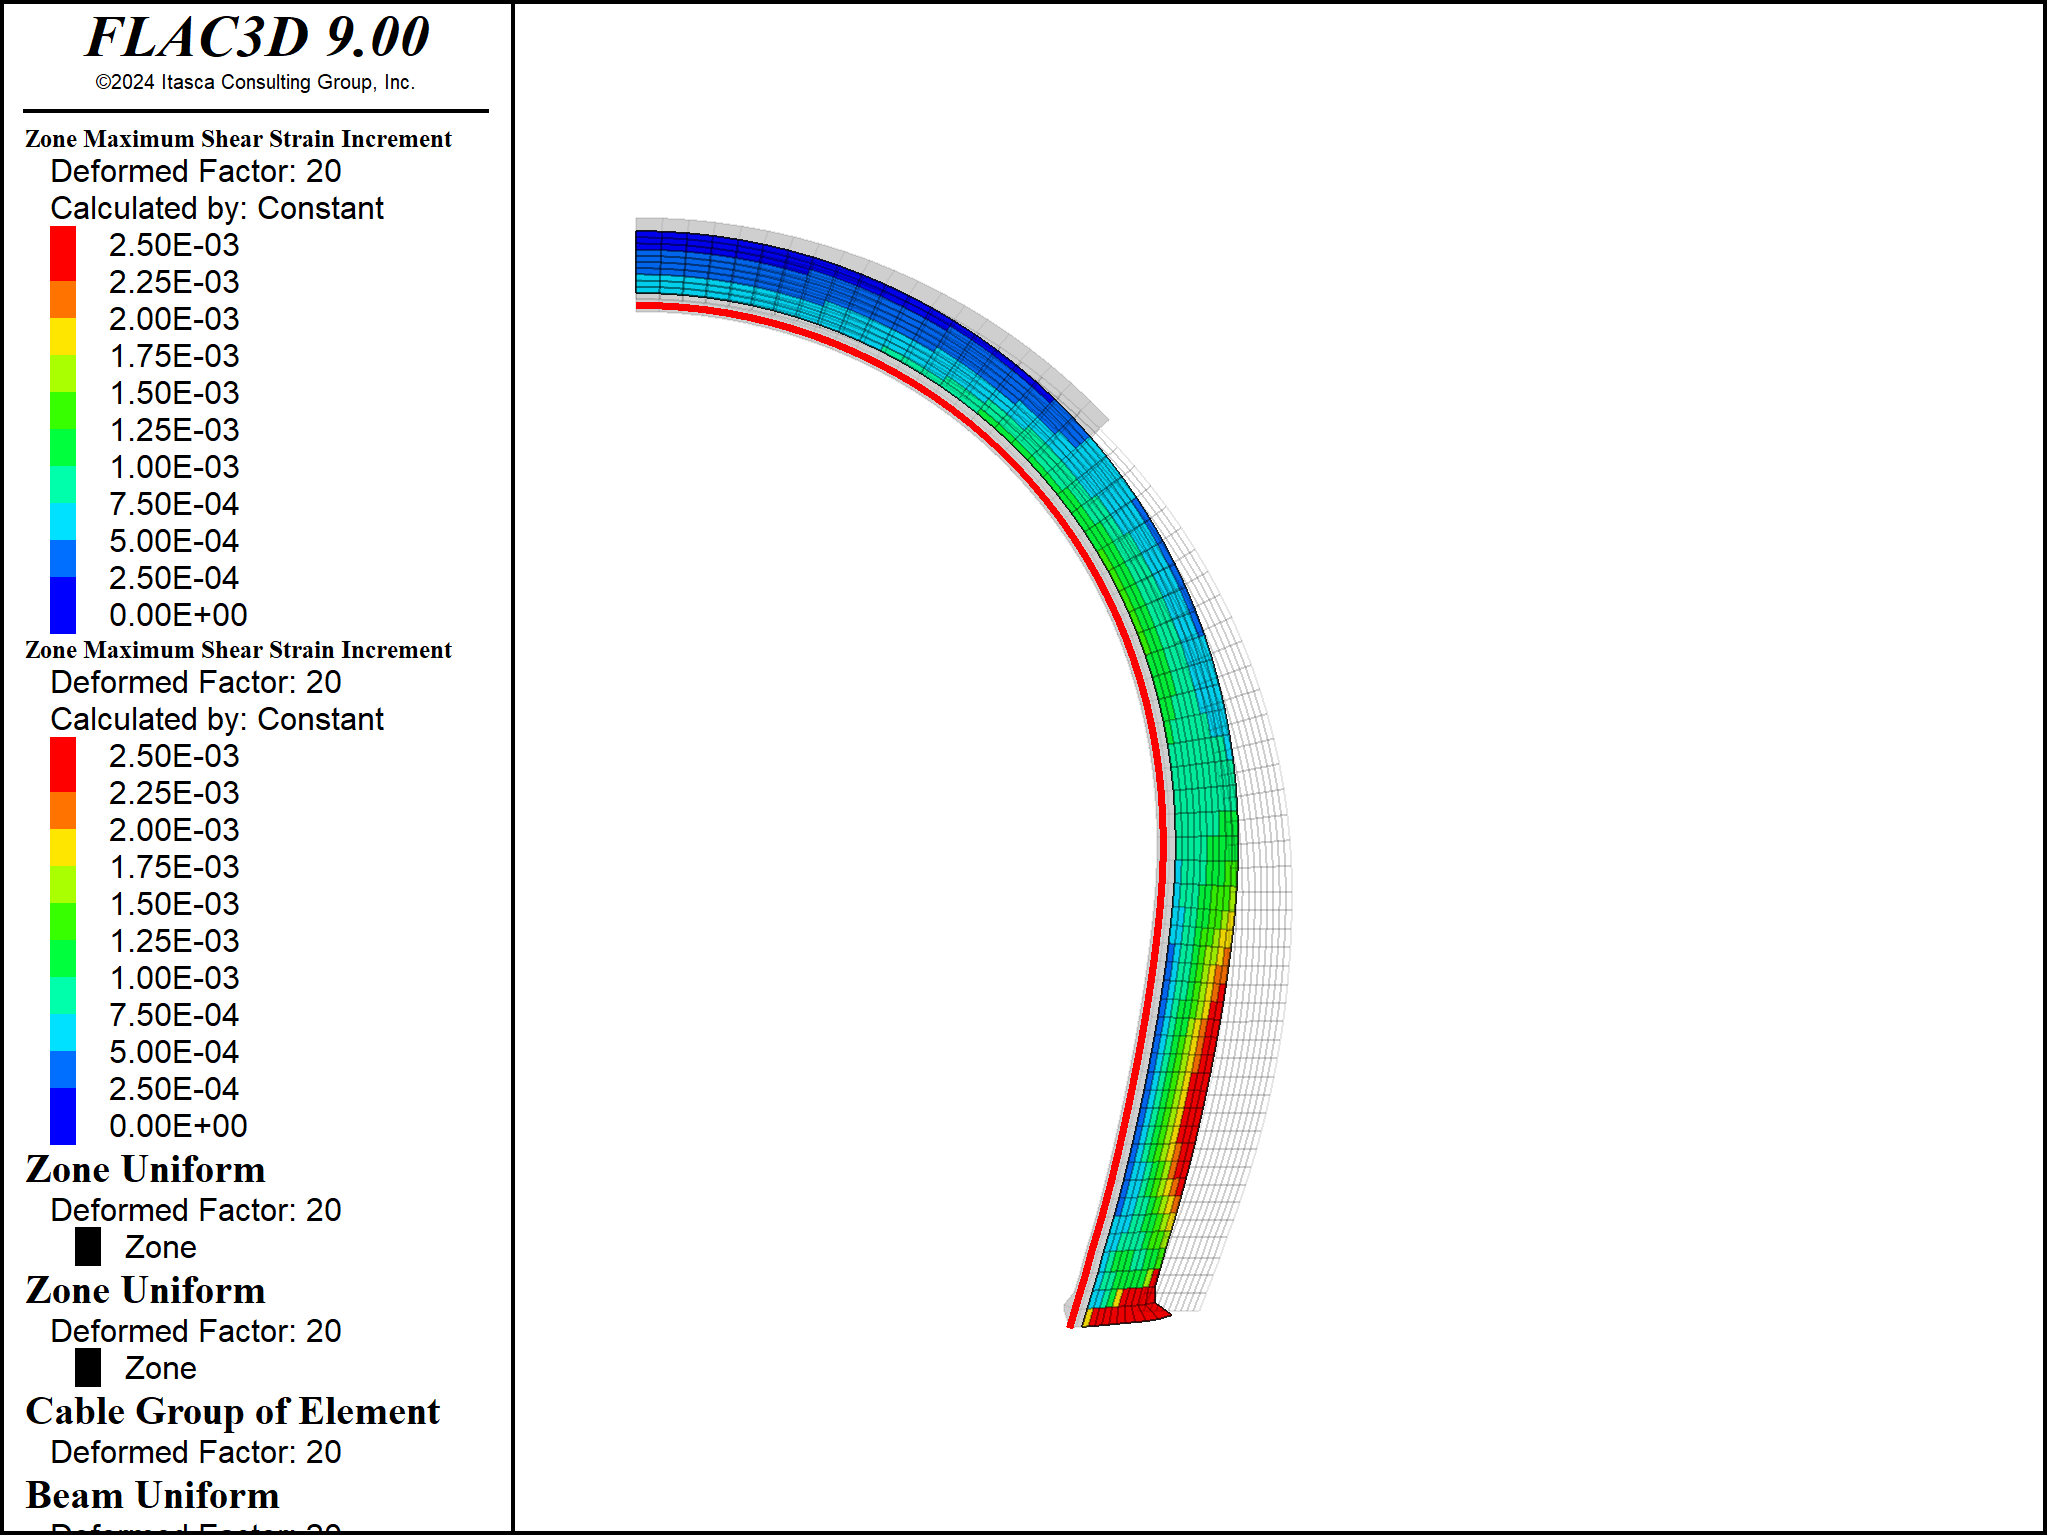 FLAC3D 9.00
©2024 Itasca Consulting Group, Inc.
Zone Maximum Shear Strain Increment
Deformed Factor: 20
Calculated by: Constant
2.50E-03
2.25E-03
2.00E-03
1.75E-03
1.50E-03
1.25E-03
1.00E-03
7.50E-04
5.00E-04
2.50E-04
0.00E+00
Zone Maximum Shear Strain Increment
Deformed Factor: 20
Calculated by: Constant
2.50E-03
2.25E-03
2.00E-03
1.75E-03
1.50E-03
1.25E-03
1.00E-03
7.50E-04
5.00E-04
2.50E-04
0.00E+00
Zone Uniform
Deformed Factor: 20
Zone
Zone Uniform
Deformed Factor: 20
Zone
Cable Group of Element
Deformed Factor: 20
Beam Uniform
Deformed Factor: 20